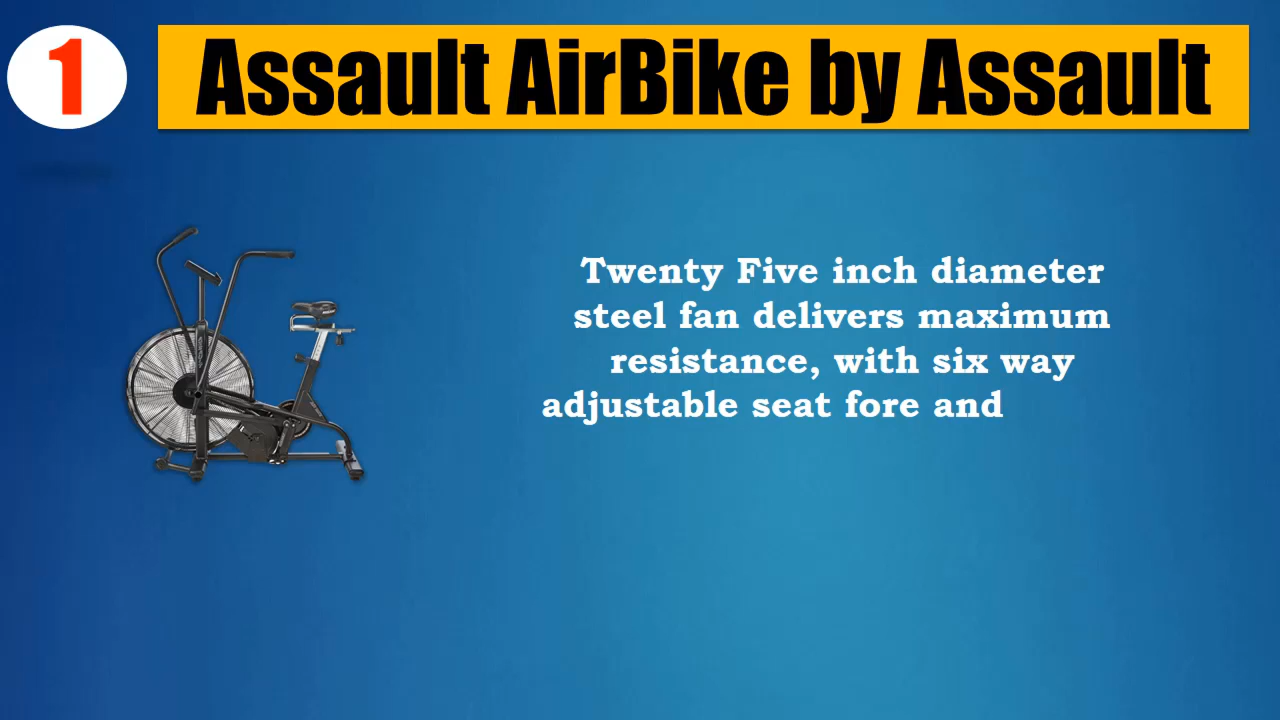 1
Assault AirBike by Assault
Twenty Five inch diameter
steel fan delivers maximum
resistance, with six way
adjustable seat fore and